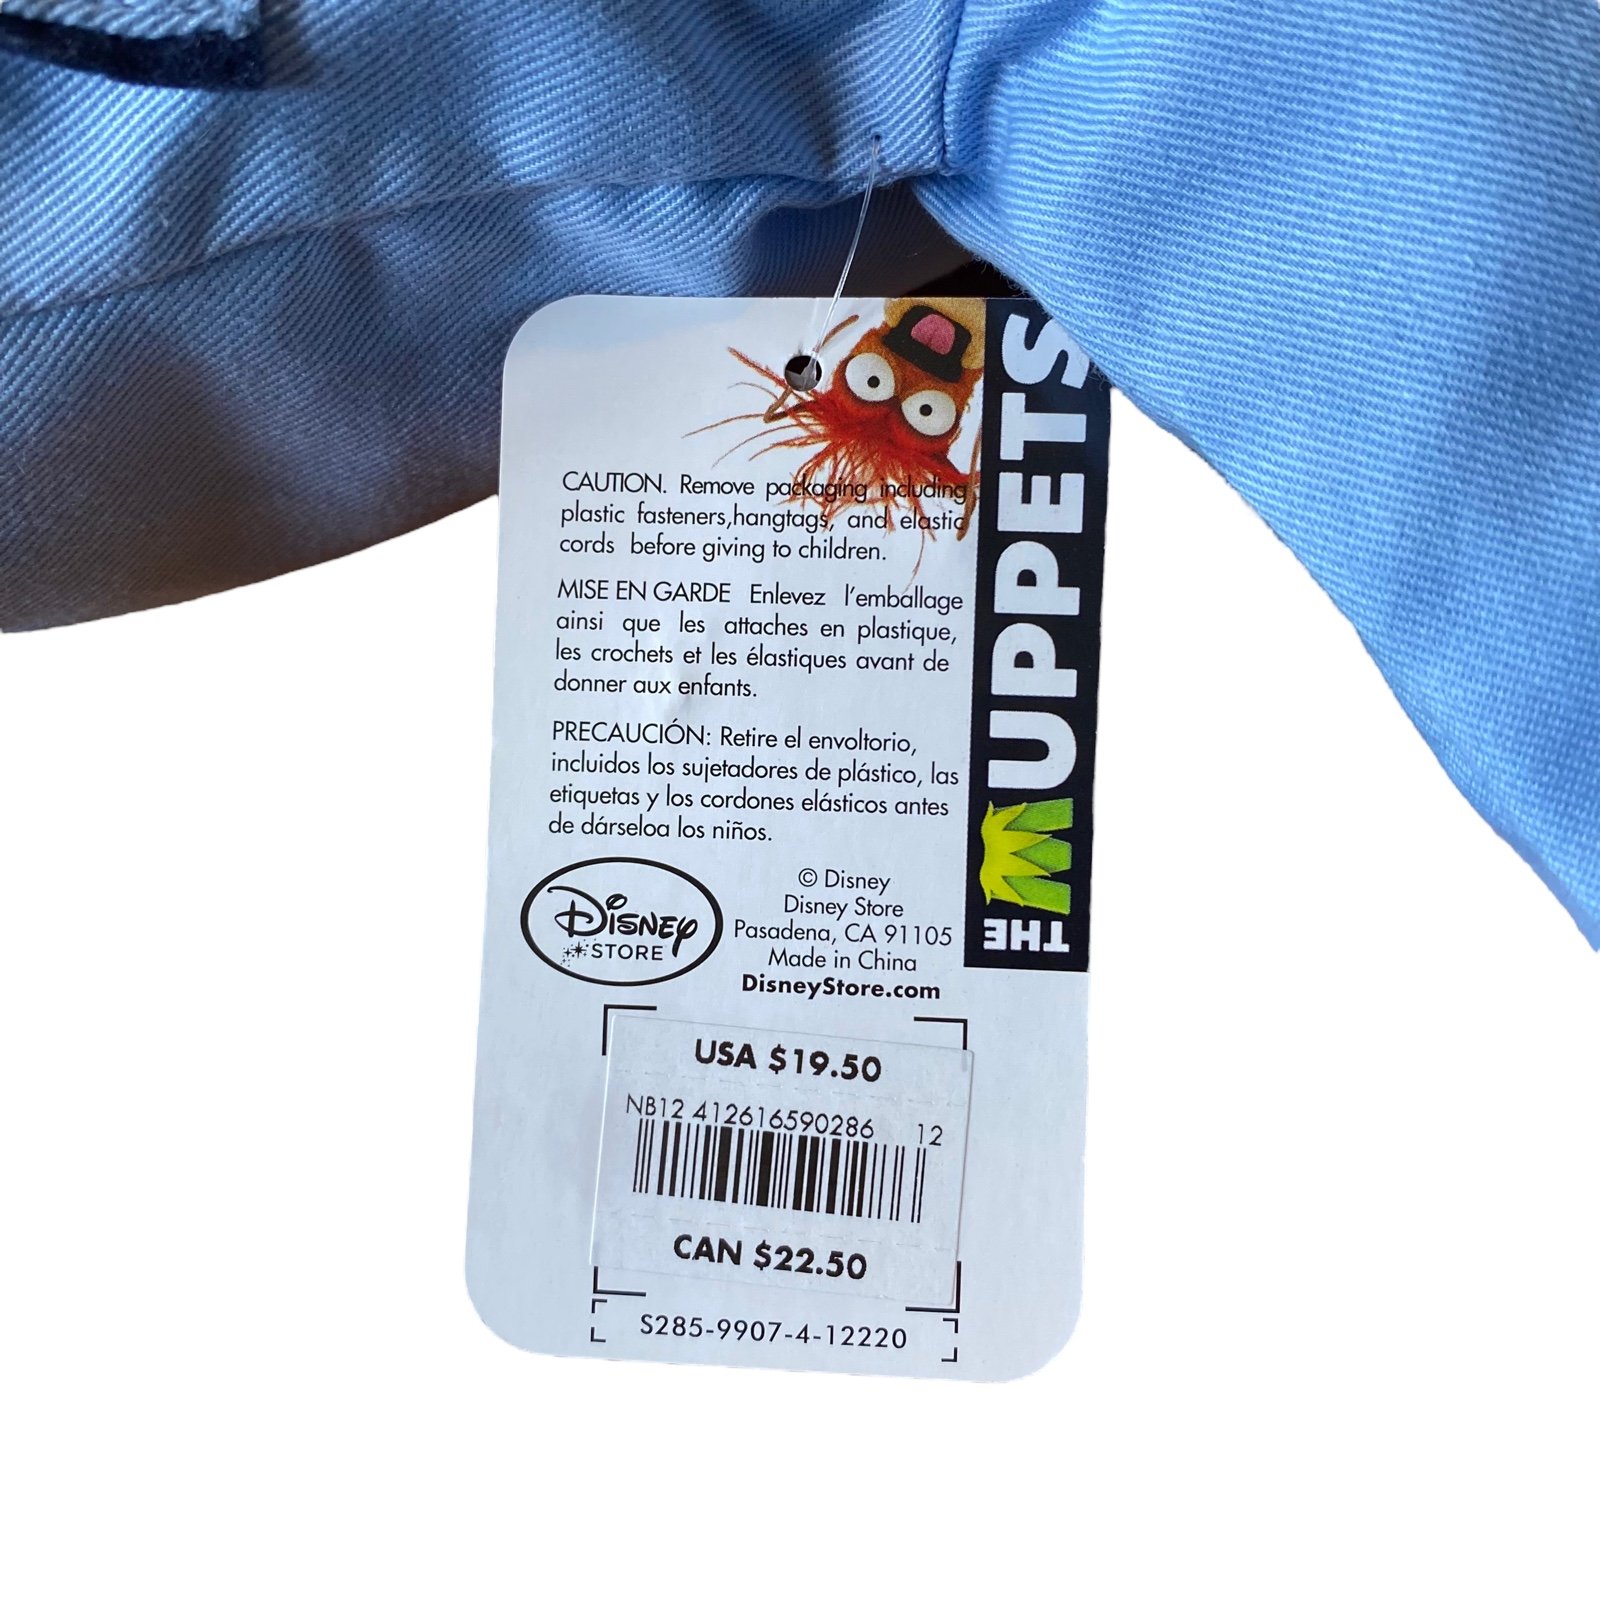 THE MUPPETS
CAUTION. Remove packaging including
plastic fasteners,hangtags, and elastic
cords before giving to children.
MISE EN GARDE Enlevez l'emballage
ainsi que les attaches en plastique,
les crochets et les élastiques avant de
donner aux enfants.
PRECAUCIÓN: Retire el envoltorio,
incluidos los sujetadores de plástico, las
etiquetas y los cordones elásticos antes
de dárseloa los niños.
Disney
STORE
© Disney
Disney Store
Pasadena, CA 91105
Made in China
DisneyStore.com
USA $19.50
NB12 412616590286 12
CAN $22.50
S285-9907-4-12220